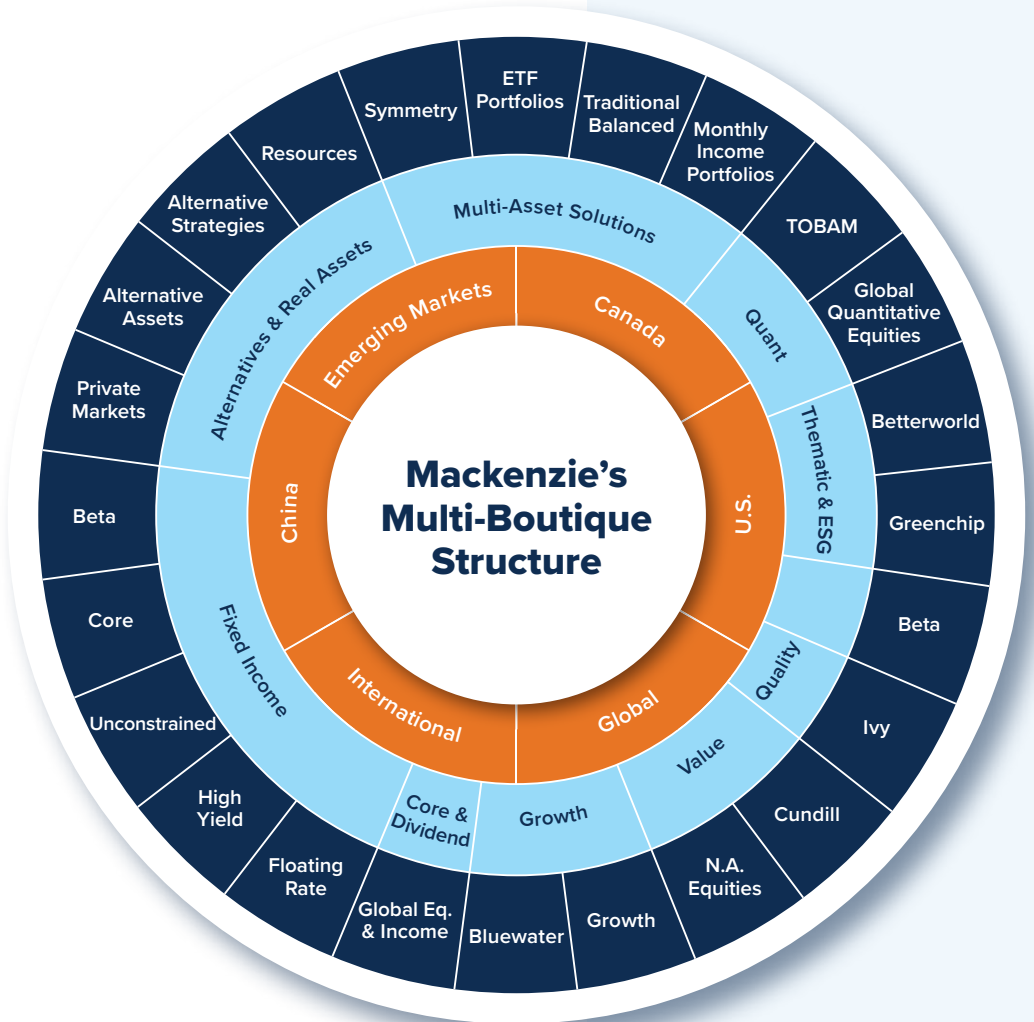 Mackenzie's
Multi-Boutique
Structure
Emerging Markets
Canada
U.S.
Global
International
China
Multi-Asset Solutions
Quant
Thematic & ESG
Quality
Value
Growth
Core &
Dividend
Fixed Income
Alternatives & Real Assets
Symmetry
ETF
Portfolios
Traditional
Balanced
Monthly
Income
Portfolios
TOBAM
Global
Quantitative
Equities
Betterworld
Greenchip
Beta
Ivy
Cundill
N.A.
Equities
Growth
Bluewater
Global Eq.
& Income
Floating
Rate
High
Yield
Unconstrained
Core
Beta
Private
Markets
Alternative
Assets
Alternative
Strategies
Resources